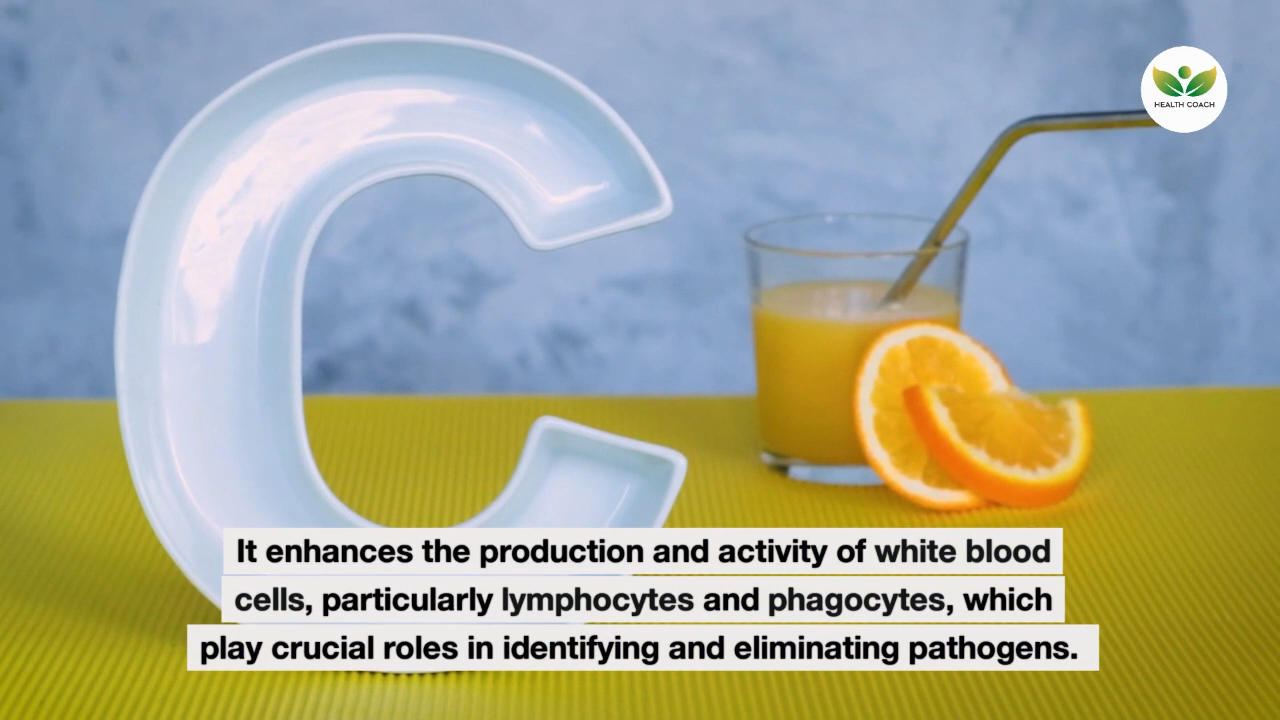 C
HEALTH COACH
It enhances the production and activity of white blood
cells, particularly lymphocytes and phagocytes, which
play crucial roles in identifying and eliminating pathogens.